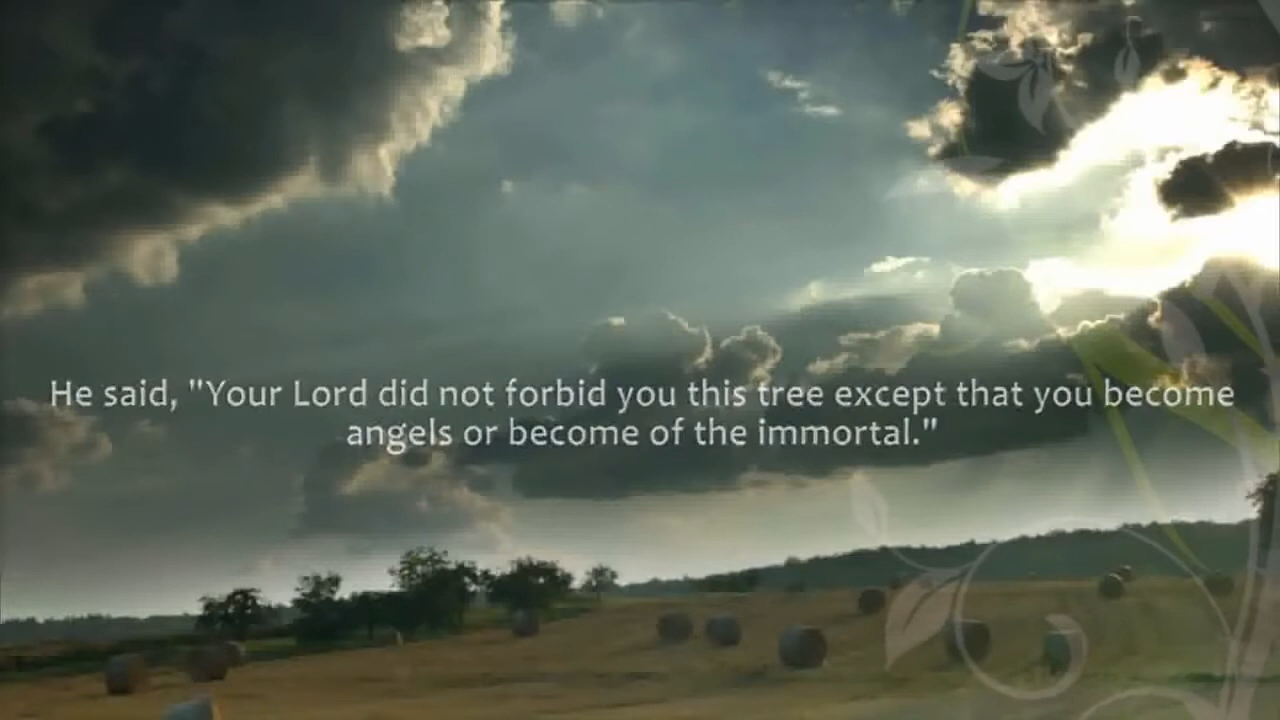 He said, "Your Lord did not forbid you this tree except that you become
angels or become of the immortal."